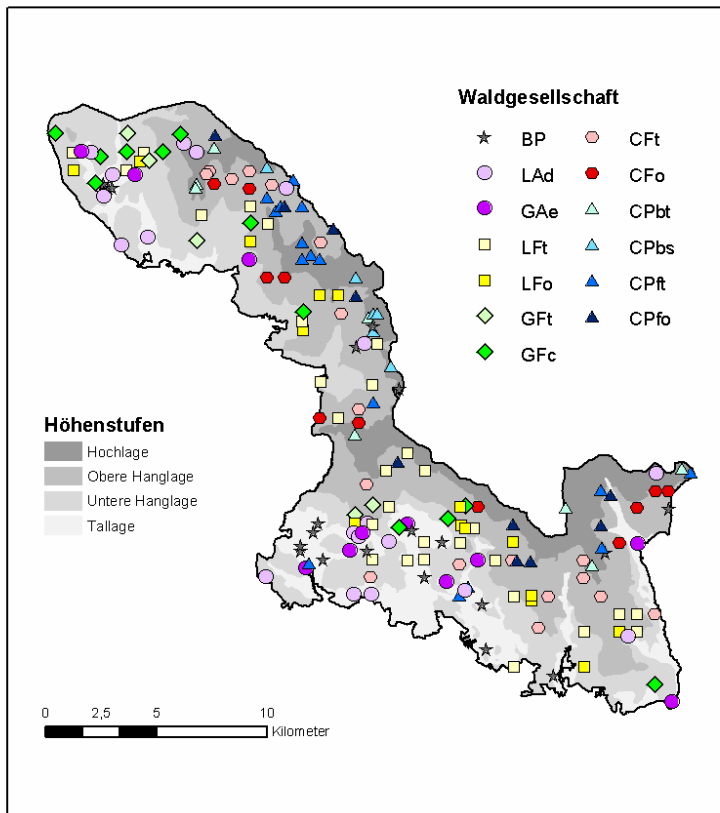 Waldgesellschaft
BP
LAd
GAe
LFt
LFo
GFt
GFc
CFt
CFo
CPbt
CPbs
CPft
CPfo
Höhenstufen
Hochlage
Obere Hanglage
Untere Hanglage
Tallage
0 2,5 5 10
Kilometer